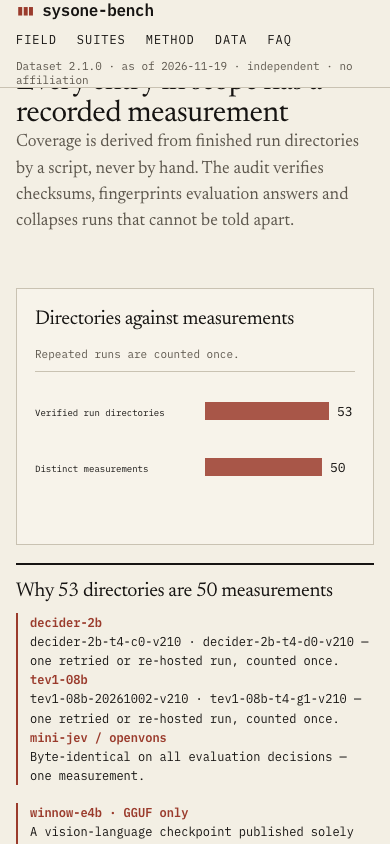 sysone-bench
FIELD SUITES METHOD DATA FAQ
Dataset 2.1.0 · as of 2026-11-19 · independent · no
affiliation
Every entry in scope has a
recorded measurement
Coverage is derived from finished run directories
by a script, never by hand. The audit verifies
checksums, fingerprints evaluation answers and
collapses runs that cannot be told apart.
Directories against measurements
Repeated runs are counted once.
Verified run directories 53
Distinct measurements 50
Why 53 directories are 50 measurements
decider-2b
decider-2b-t4-c0-v210 · decider-2b-t4-d0-v210 —
one retried or re-hosted run, counted once.
tev1-08b
tev1-08b-20261002-v210 · tev1-08b-t4-g1-v210 —
one retried or re-hosted run, counted once.
mini-jev / openvons
Byte-identical on all evaluation decisions —
one measurement.
winnow-e4b · GGUF only
A vision-language checkpoint published solely